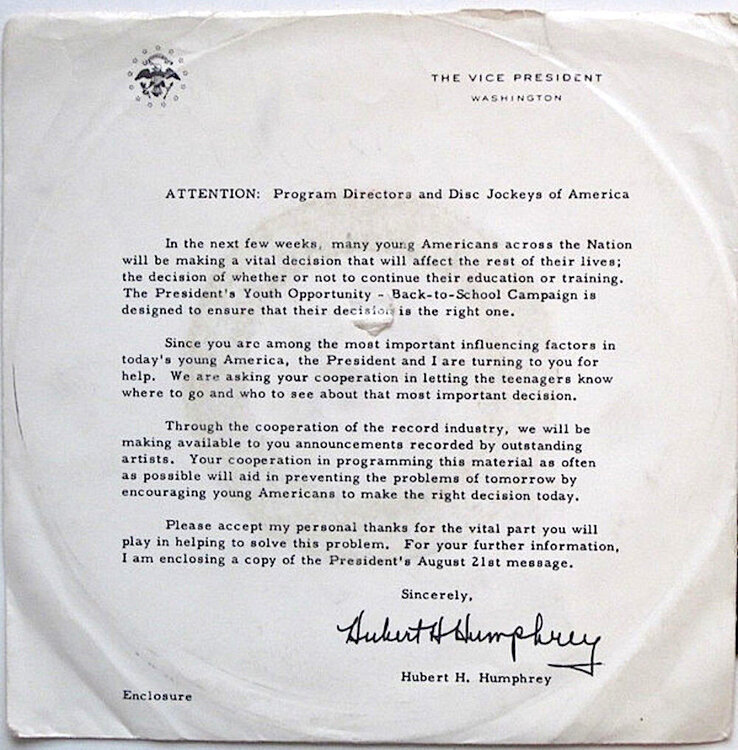 THE VICE PRESIDENT
WASHINGTON
ATTENTION: Program Directors and Disc Jockeys of America
In the next few weeks, many young Americans across the Nation
will be making a vital decision that will affect the rest of their lives;
the decision of whether or not to continue their education or training.
The President's Youth Opportunity - Back-to-School Campaign is
designed to ensure that their decision is the right one.
Since you are among the most important influencing factors in
today's young America, the President and I are turning to you for
help. We are asking your cooperation in letting the teenagers know
where to go and who to see about that most important decision.
Through the cooperation of the record industry, we will be
making available to you announcements recorded by outstanding
artists. Your cooperation in programming this material as often
as possible will aid in preventing the problems of tomorrow by
encouraging young Americans to make the right decision today.
Please accept my personal thanks for the vital part you will
play in helping to solve this problem. For your further information,
I am enclosing a copy of the President's August 21st message.
Sincerely,
Hubert H Humphrey
Hubert H. Humphrey
Enclosure